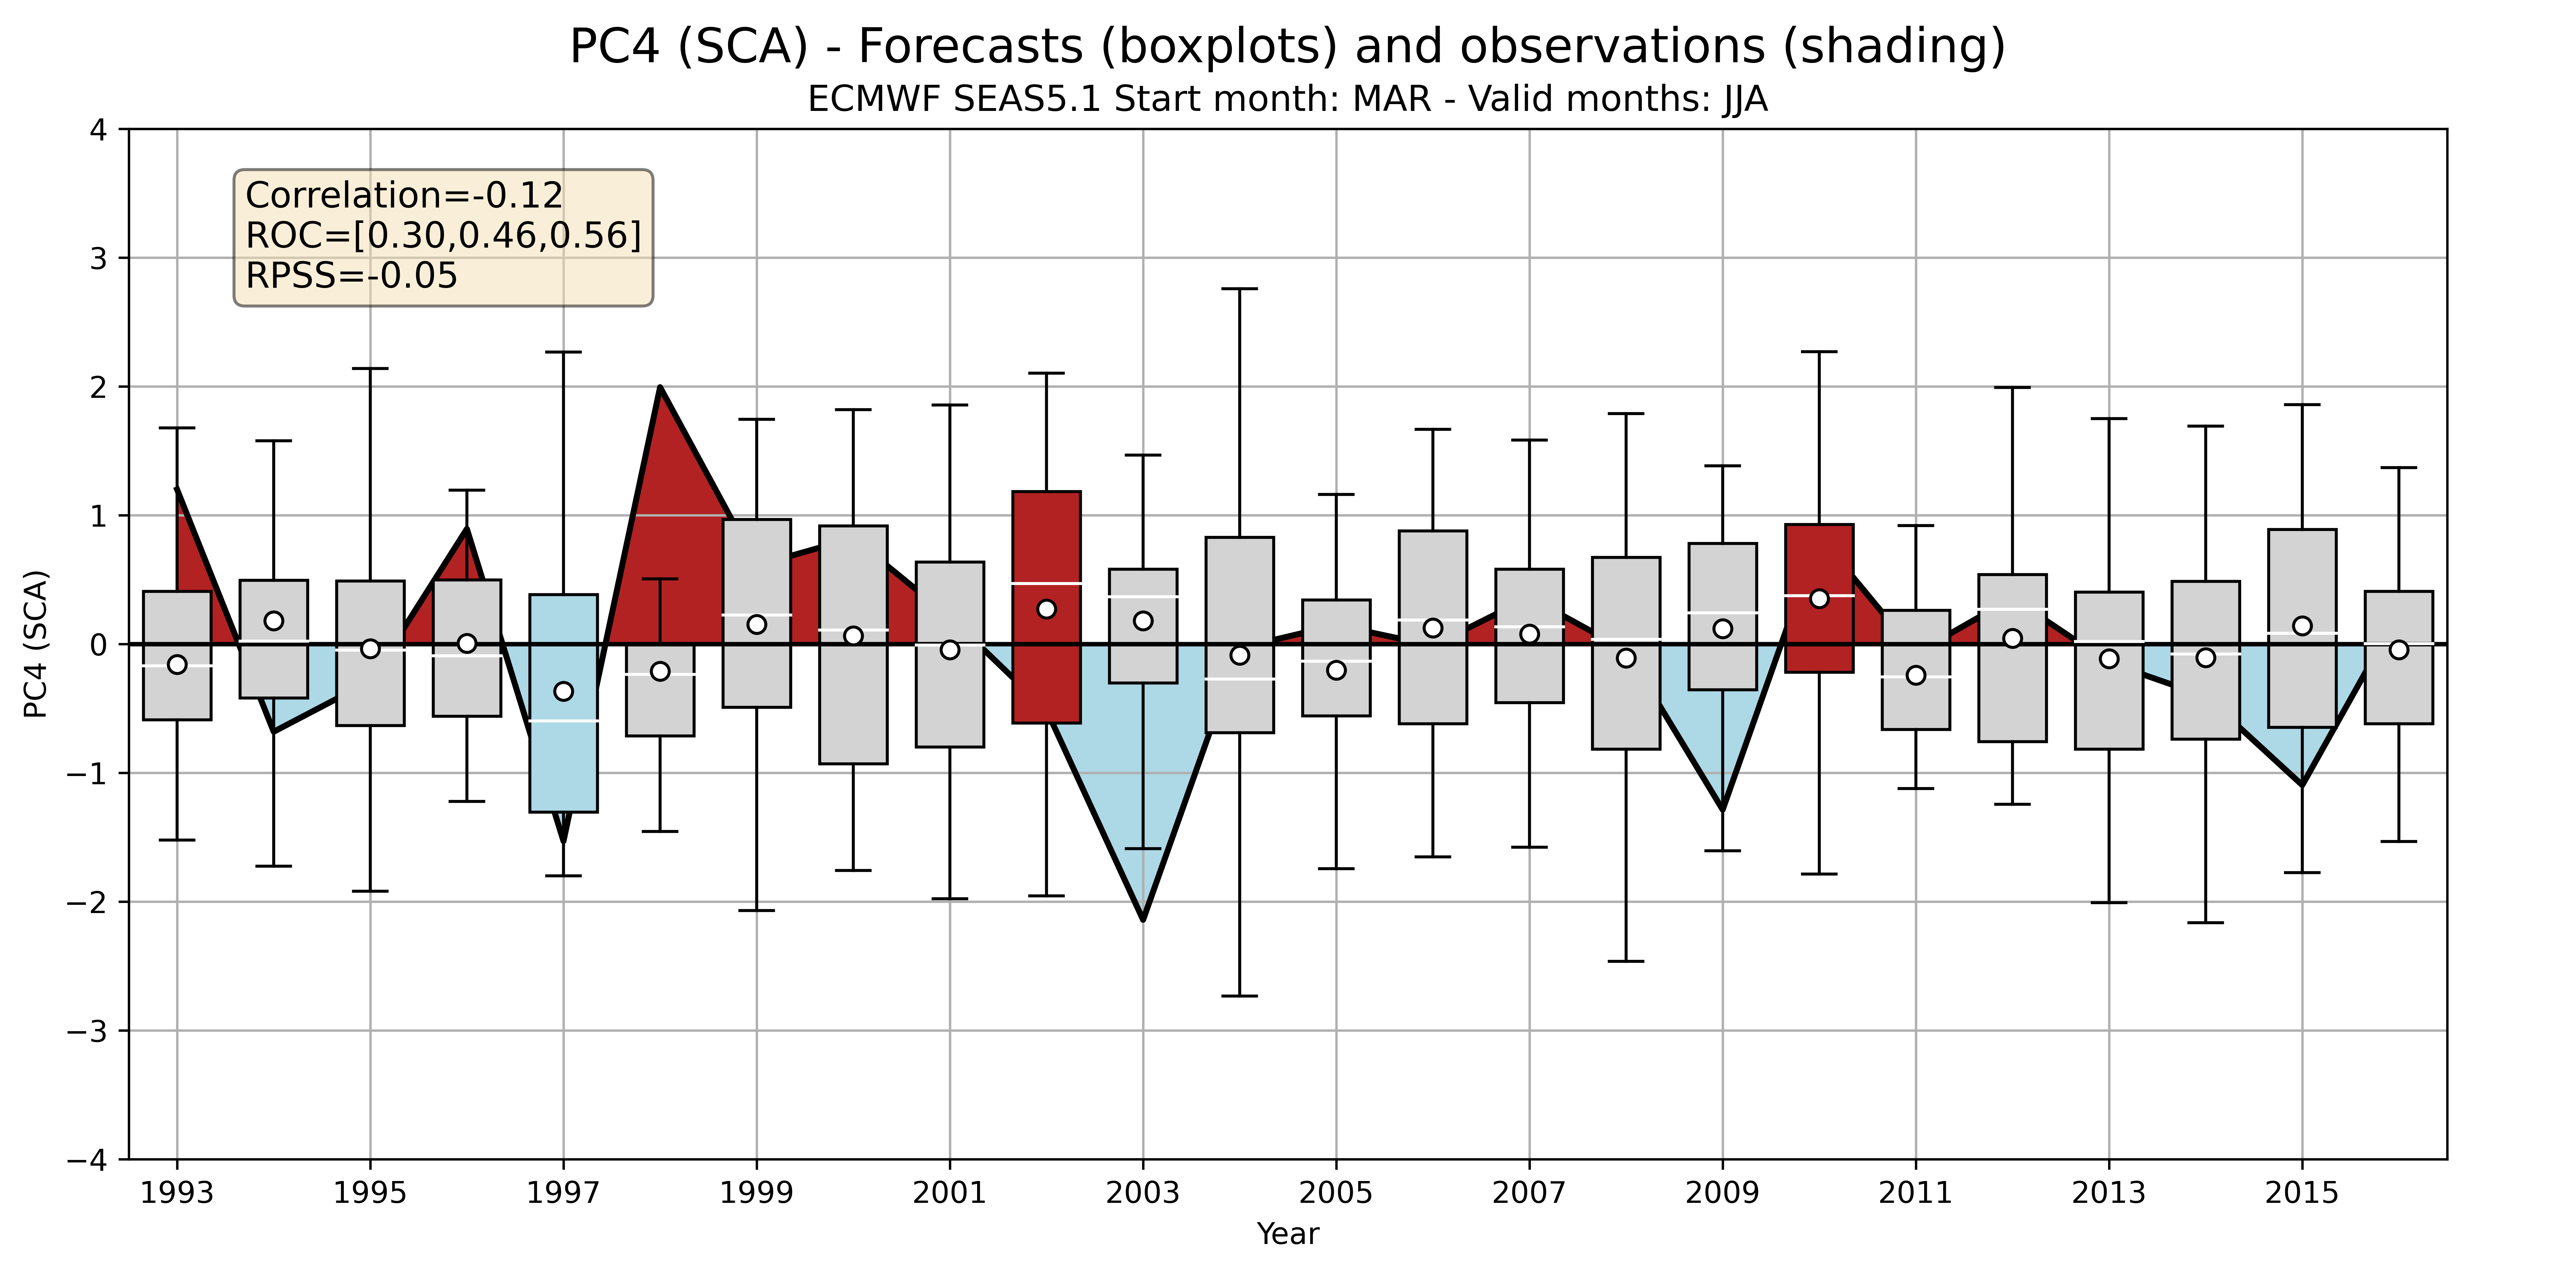 PC4 (SCA) - Forecasts (boxplots) and observations (shading)
ECMWF SEAS5.1 Start month: MAR - Valid months: JJA
Correlation=-0.12
ROC=[0.30,0.46,0.56]
RPSS=-0.05
PC4 (SCA)
4
3
2
1
0
−1
−2
−3
−4
1993 1995 1997 1999 2001 2003 2005 2007 2009 2011 2013 2015
Year